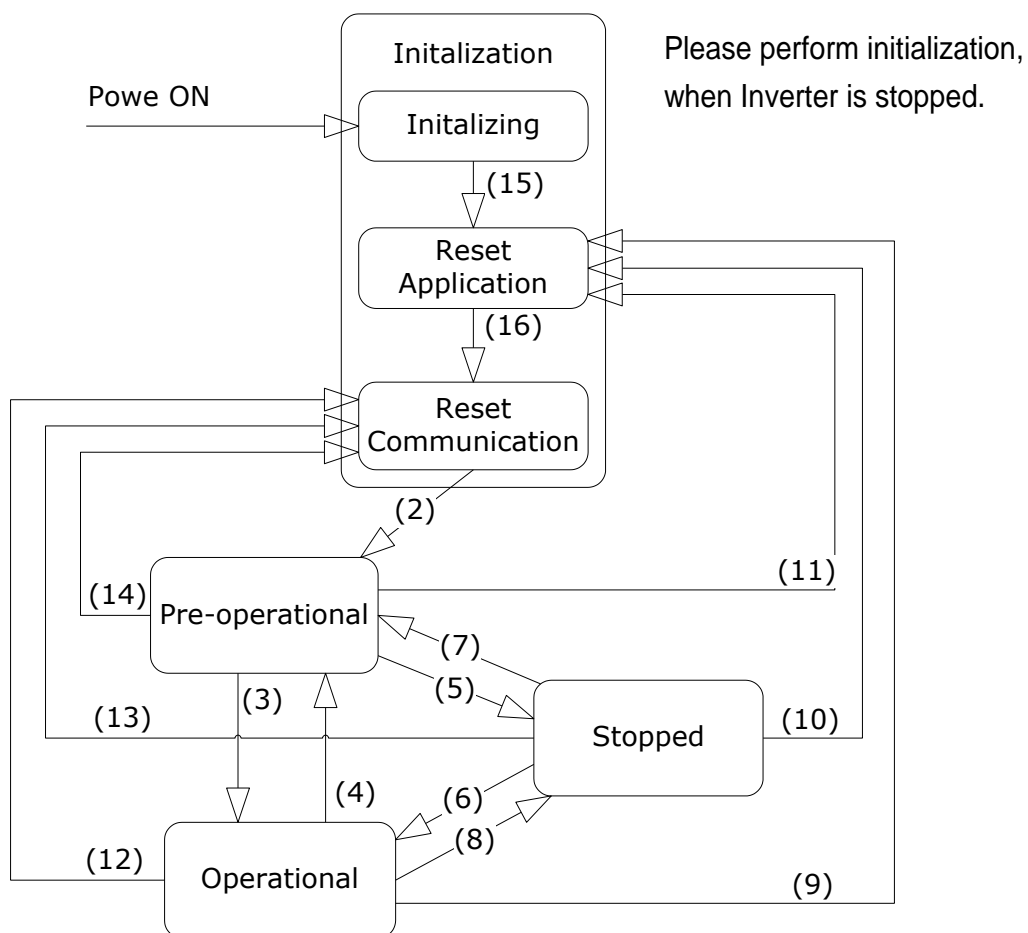 Initalization
Please perform initialization,
when Inverter is stopped.
Powe ON
Initalizing
(15)
Reset
Application
(16)
Reset
Communication
(2)
(11)
(14)
Pre-operational
(7)
(5)
(3)
(13)
Stopped
(10)
(4)
(6)
(8)
(12)
Operational
(9)